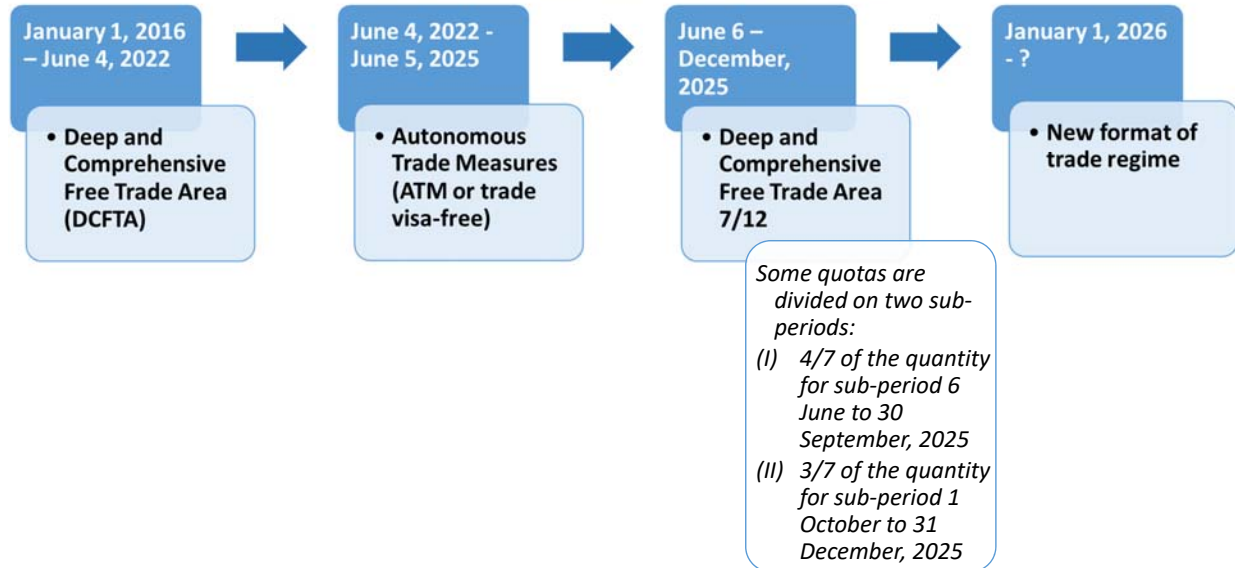 January 1, 2016
– June 4, 2022
• Deep and
Comprehensive
Free Trade Area
(DCFTA)
June 4, 2022 -
June 5, 2025
• Autonomous
Trade Measures
(ATM or trade
visa-free)
June 6 –
December,
2025
• Deep and
Comprehensive
Free Trade Area
7/12
Some quotas are
divided on two sub-
periods:
(I) 4/7 of the quantity
for sub-period 6
June to 30
September, 2025
(II) 3/7 of the quantity
for sub-period 1
October to 31
December, 2025
January 1, 2026
- ?
• New format of
trade regime